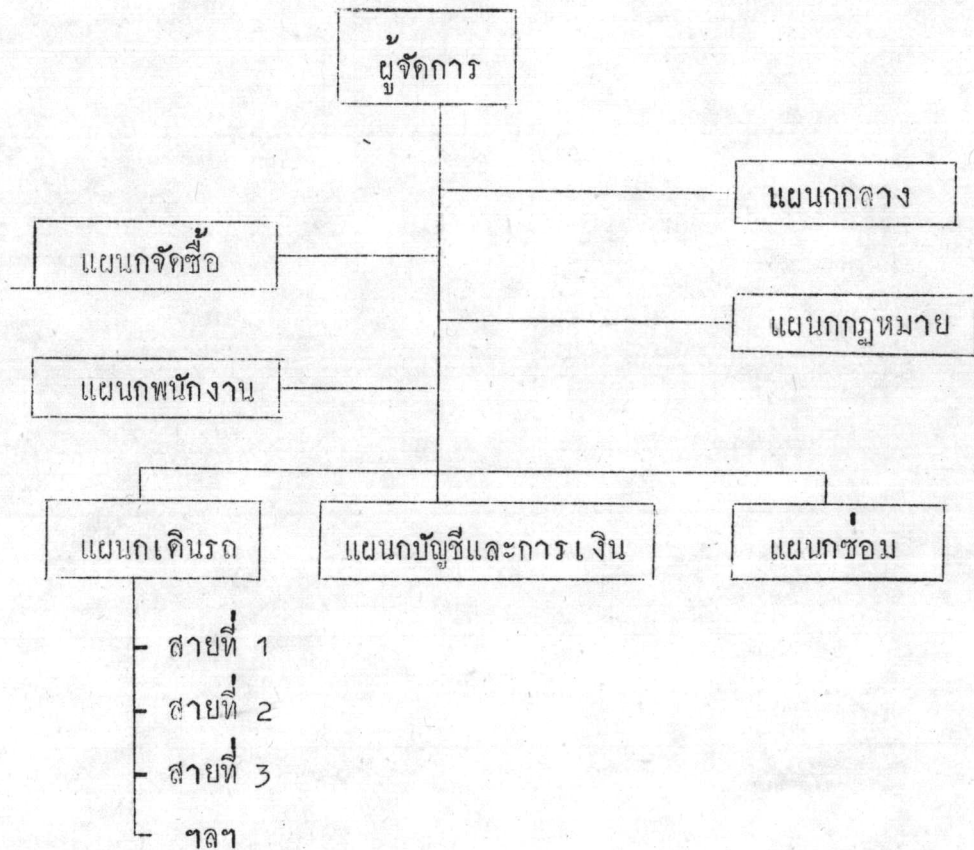 ผู้จัดการ
แผนกกลาง
แผนกจัดซื้อ
แผนกกฎหมาย
แผนกพนักงาน
แผนกเดินรถ
แผนกบัญชีและการเงิน
แผนกซ่อม
สายที่ 1
สายที่ 2
สายที่ 3
ฯลฯ